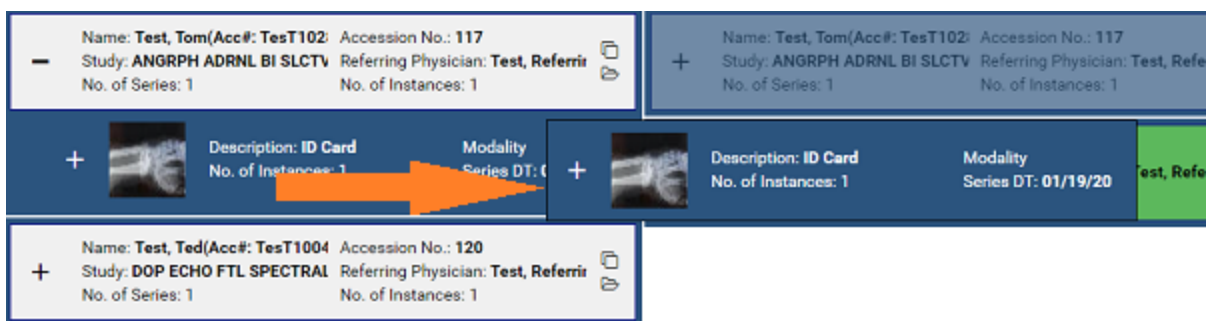 Name: Test, Tom(Acc#: TesT102 Accession No.: 117
Study: ANGRPH ADRNL BI SLCTV Referring Physician: Test, Referrin
No. of Series: 1 No. of Instances: 1
Description: ID Card Modality
No. of Instances: 1 Series DT: 0
Name: Test, Ted(Acc#: TesT1004 Accession No.: 120
Study: DOP ECHO FTL SPECTRAL Referring Physician: Test, Referrin
No. of Series: 1 No. of Instances: 1
Name: Test, Tom(Acc#: TesT102 Accession No.: 117
Study: ANGRPH ADRNL BI SLCTV Referring Physician: Test, Refe
No. of Series: 1 No. of Instances: 1
Description: ID Card Modality
No. of Instances: 1 Series DT: 01/19/20
Test, Refe